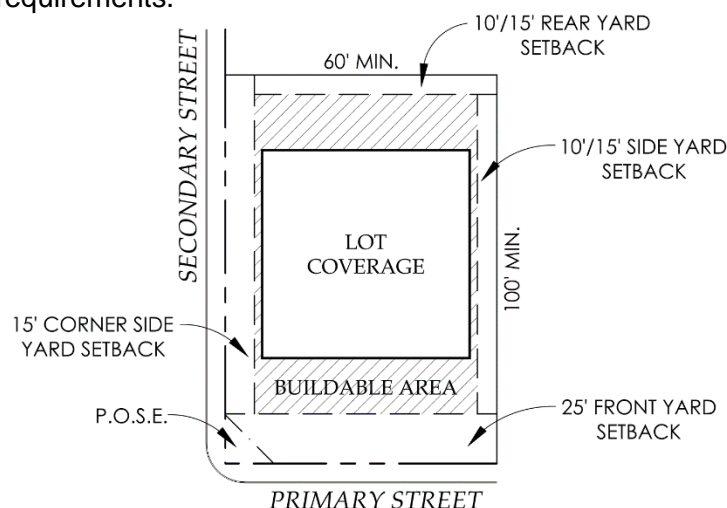 requirements.
10'/15' REAR YARD
SETBACK
60' MIN.
SECONDARY STREET
10'/15' SIDE YARD
SETBACK
LOT
COVERAGE
100' MIN.
15' CORNER SIDE
YARD SETBACK
BUILDABLE AREA
P.O.S.E.
25' FRONT YARD
SETBACK
PRIMARY STREET